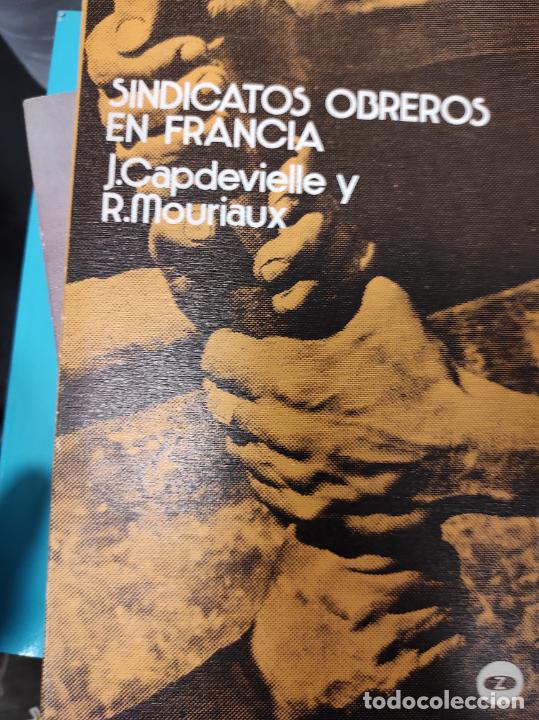 SINDICATOS OBREROS
EN FRANCIA
J.Capdevielle y
R.Mouriaux
Z
todocoleccion